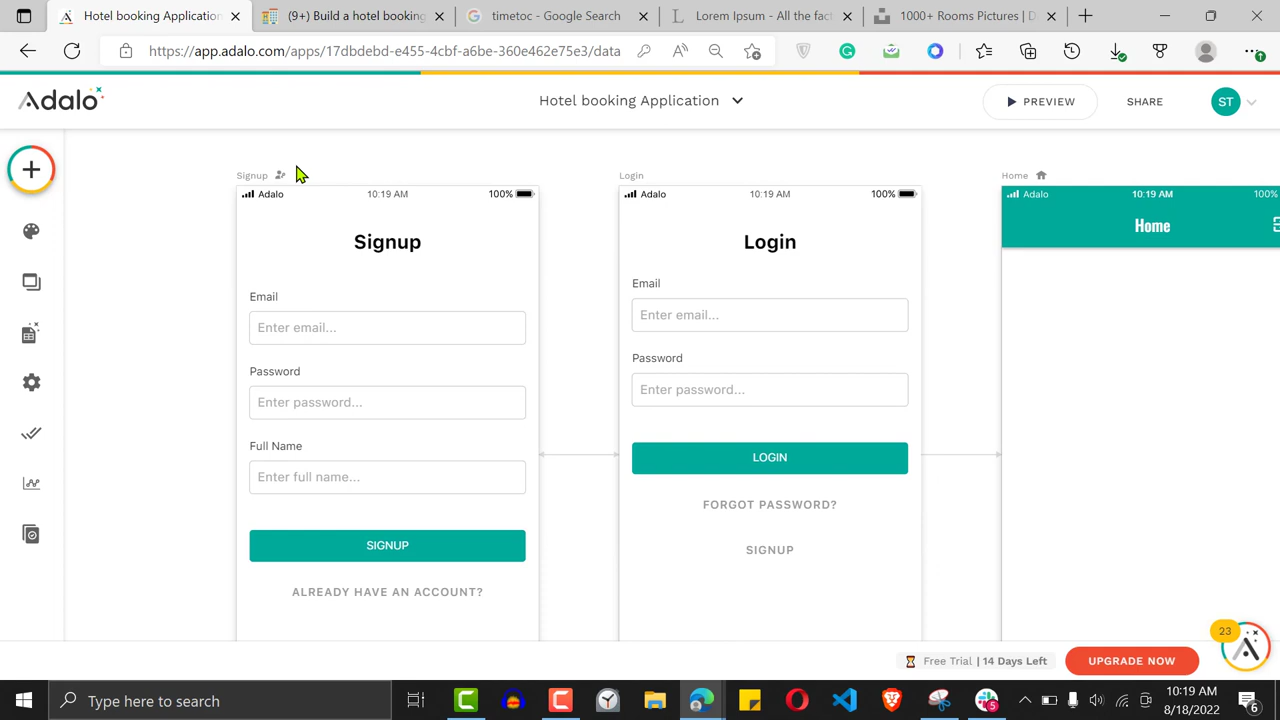 Hotel booking Application
(9+) Build a hotel booking
timetoc - Google Search
Lorem Ipsum - All the fact
1000+ Rooms Pictures | D
https://app.adalo.com/apps/17dbdebd-e455-4cbf-a6be-360e462e75e3/data
Adalo
Hotel booking Application
PREVIEW
SHARE
ST
Signup
Login
Home
Adalo 10:19 AM 100%
Adalo 10:19 AM 100%
Adalo 10:19 AM 100%
Signup
Email
Enter email...
Password
Enter password...
Full Name
Enter full name...
SIGNUP
ALREADY HAVE AN ACCOUNT?
Login
Email
Enter email...
Password
Enter password...
LOGIN
FORGOT PASSWORD?
SIGNUP
Home
23
Free Trial | 14 Days Left
UPGRADE NOW
Type here to search
5
10:19 AM
8/18/2022
6